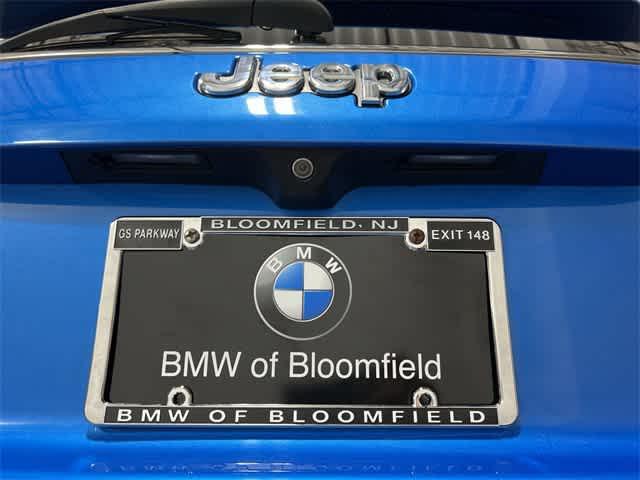 Jeep
BLOOMFIELD, NJ
GS PARKWAY
EXIT 148
BMW
BMW of Bloomfield
BMW OF BLOOMFIELD